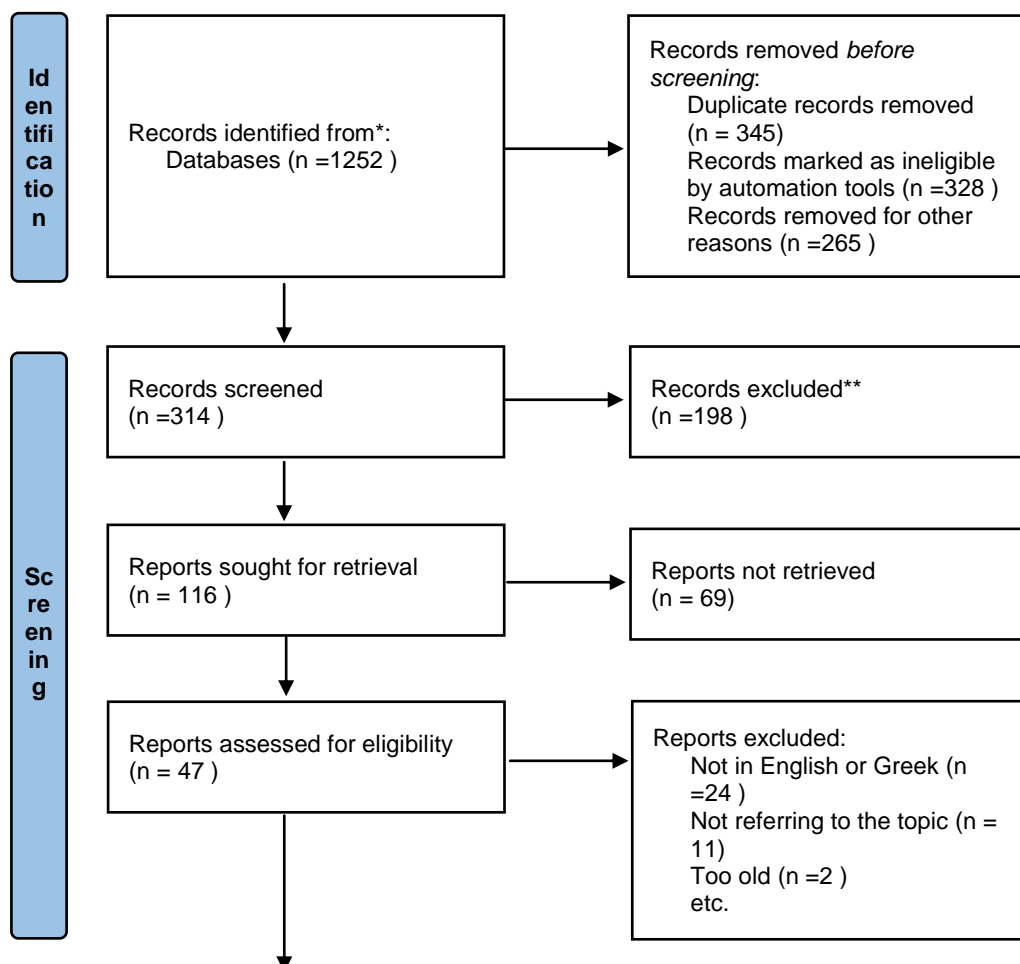 Id
en
tifi
ca
tio
n
Records identified from*:
Databases (n =1252 )
Records removed before
screening:
Duplicate records removed
(n = 345)
Records marked as ineligible
by automation tools (n =328 )
Records removed for other
reasons (n =265 )
Sc
re
en
in
g
Records screened
(n =314 )
Records excluded**
(n =198 )
Reports sought for retrieval
(n = 116 )
Reports not retrieved
(n = 69)
Reports assessed for eligibility
(n = 47 )
Reports excluded:
Not in English or Greek (n
=24 )
Not referring to the topic (n =
11)
Too old (n =2 )
etc.